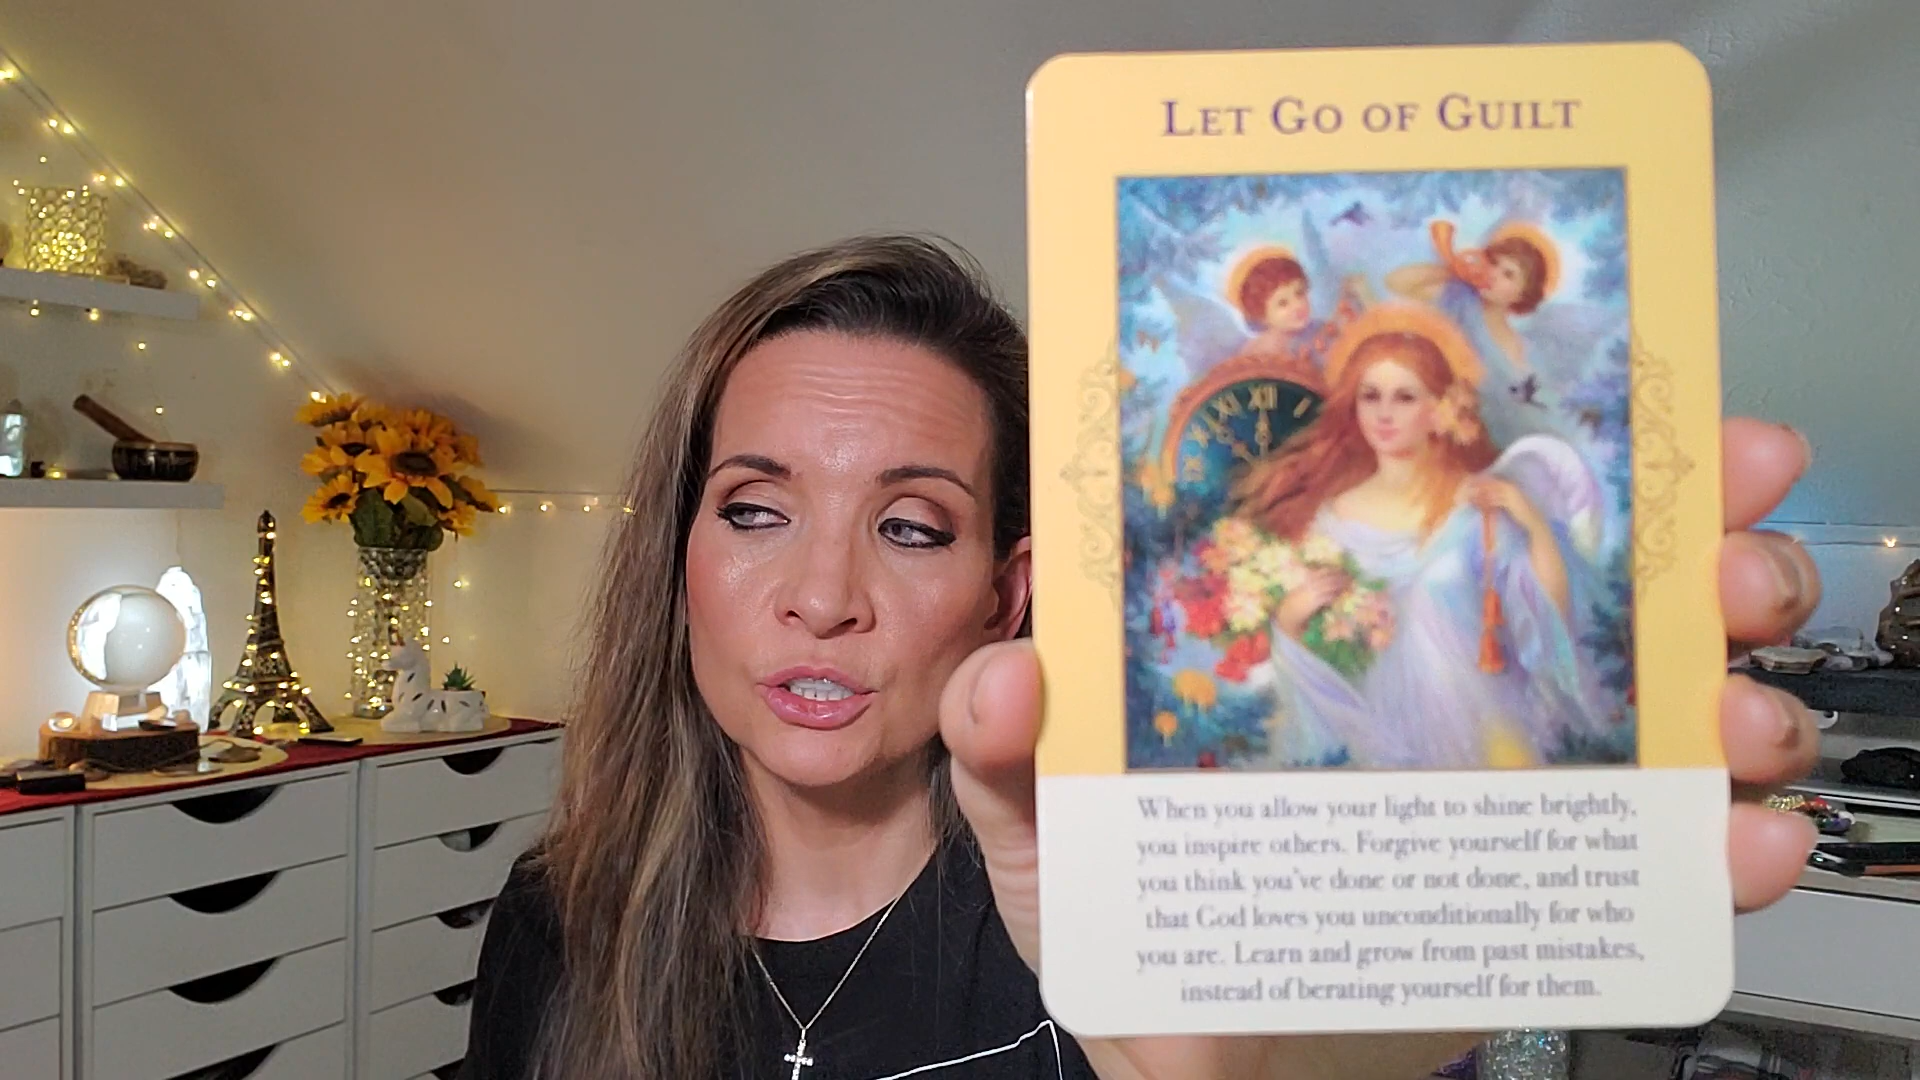 LET GO OF GUILT
XI XII I
When you allow your light to shine brightly,
you inspire others. Forgive yourself for what
you think you've done or not done, and trust
that God loves you unconditionally for who
you are. Learn and grow from past mistakes,
instead of berating yourself for them.